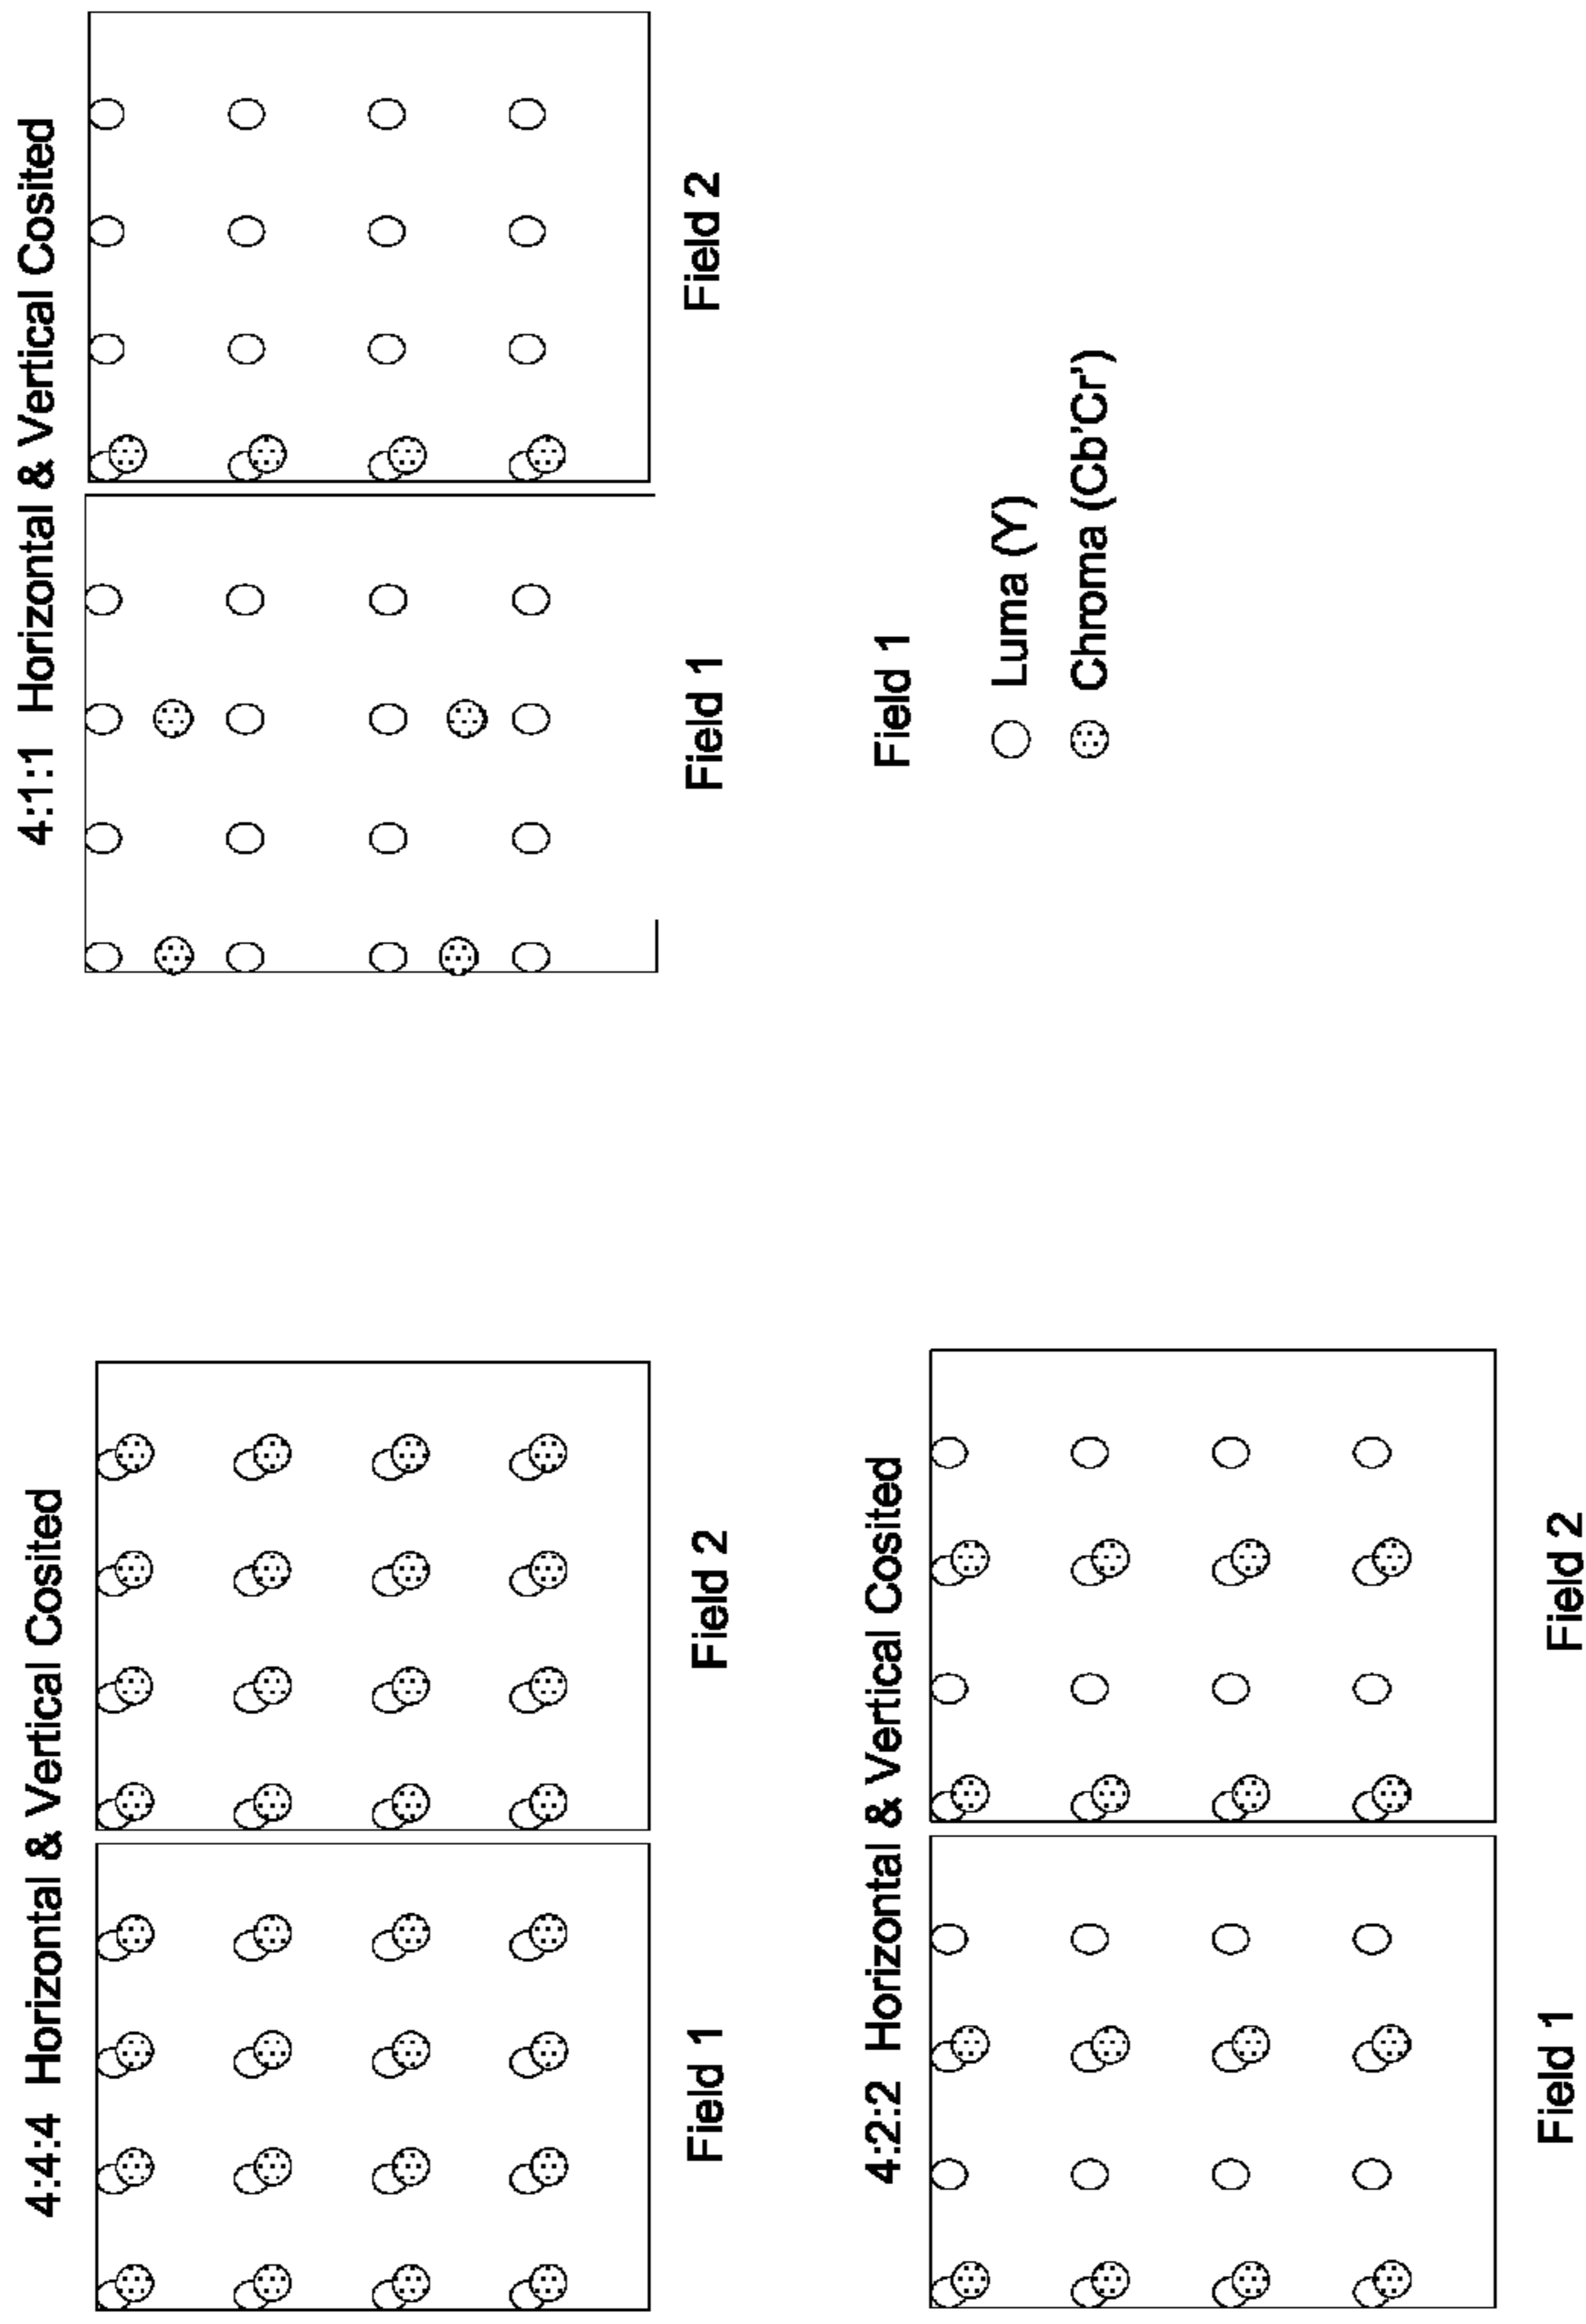 4:4:4 Horizontal & Vertical Cosited
Field 1
Field 2
4:1:1 Horizontal & Vertical Cosited
Field 1
Field 2
4:2:2 Horizontal & Vertical Cosited
Field 1
Field 2
Field 1
Luma (Y)
Chroma (Cb'Cr')